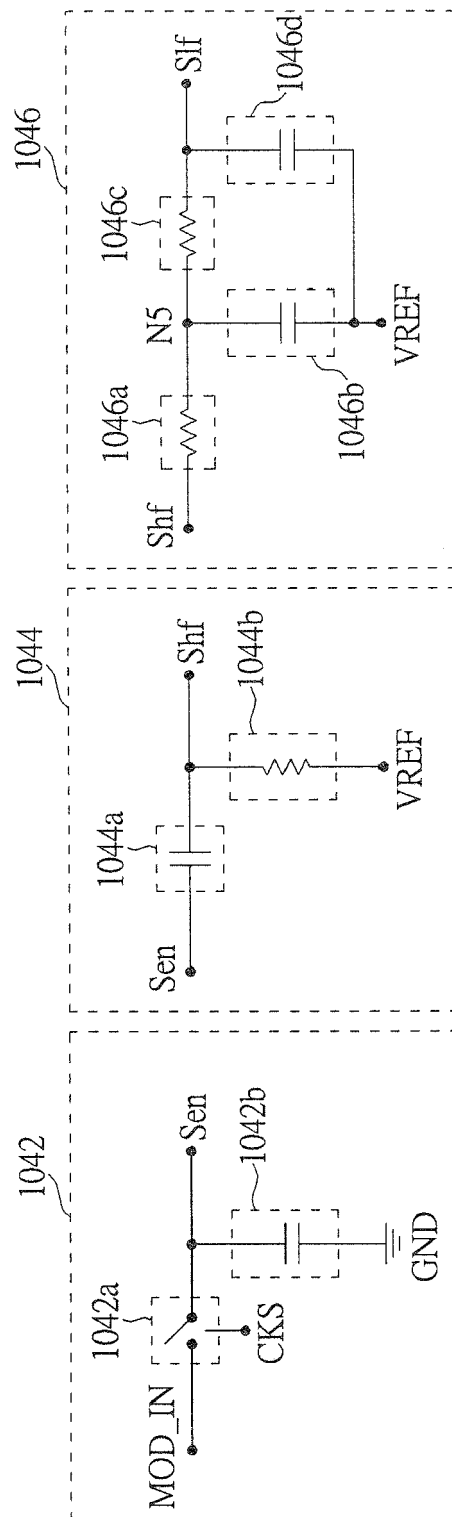 1042
1042a
MOD_IN
Sen
CKS
1042b
GND
1044
1044a
Sen
Shf
1044b
VREF
1046
1046a
1046c
Shf
N5
Slf
1046b
1046d
VREF